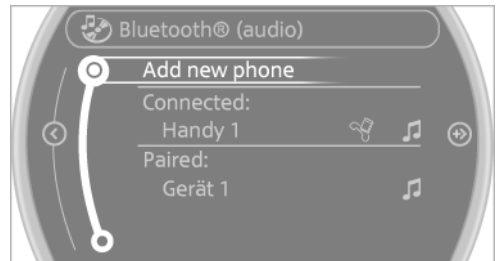 Bluetooth® (audio)
Add new phone
Connected:
Handy 1
Paired:
Gerät 1